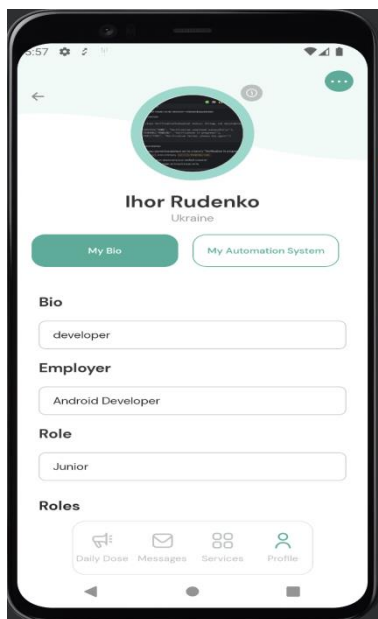 5:57
Ihor Rudenko
Ukraine
My Bio
My Automation System
Bio
developer
Employer
Android Developer
Role
Junior
Roles
Daily Dose Messages Services Profile